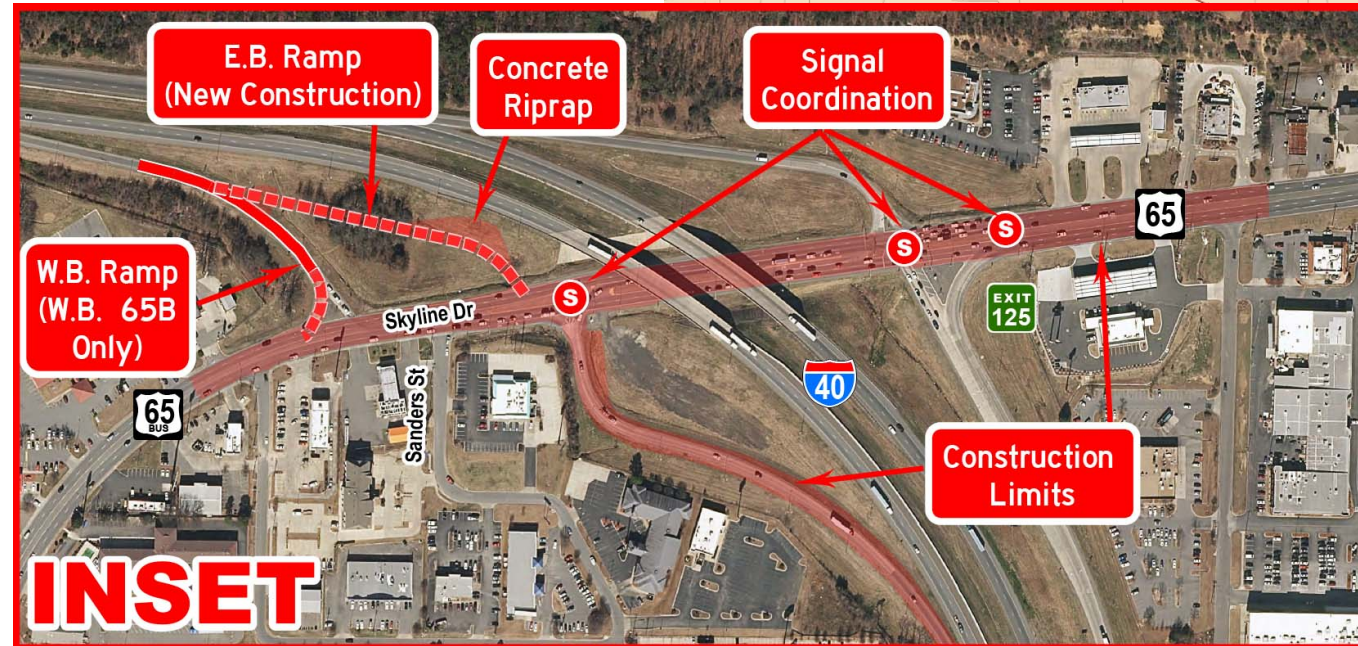 E.B. Ramp
(New Construction)
Concrete
Riprap
Signal
Coordination
W.B. Ramp
(W.B. 65B
Only)
S
S
S
65
EXIT
125
Skyline Dr
65
BUS
Sanders St
40
Construction
Limits
INSET